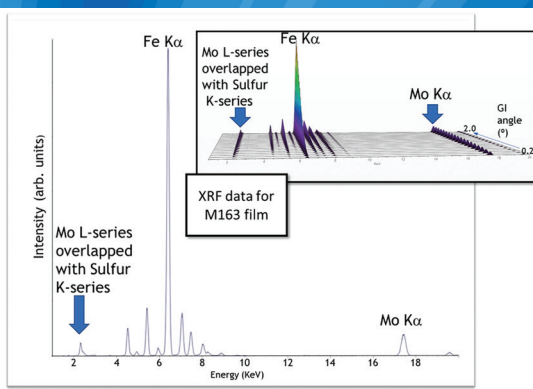 Fe Kα
Mo L-series
overlapped
with Sulfur
K-series
Mo Kα
Intensity (arb. units)
2
4
6
8
10
12
14
16
18
Energy (KeV)
Fe Kα
Mo L-series
overlapped
with Sulfur
K-series
Mo Kα
GI
angle
(°)
2.0
0.2
XRF data for
M163 film